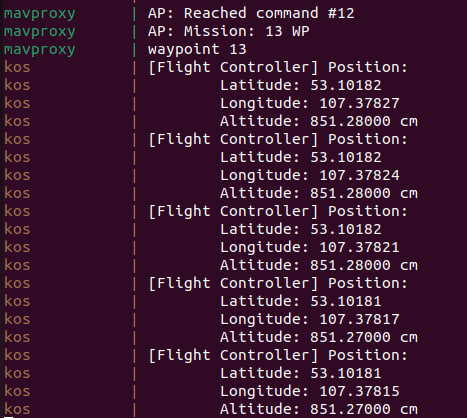 mavproxy | AP: Reached command #12
mavproxy | AP: Mission: 13 WP
mavproxy | waypoint 13
kos | [Flight Controller] Position:
kos | Latitude: 53.10182
kos | Longitude: 107.37827
kos | Altitude: 851.28000 cm
kos | [Flight Controller] Position:
kos | Latitude: 53.10182
kos | Longitude: 107.37824
kos | Altitude: 851.28000 cm
kos | [Flight Controller] Position:
kos | Latitude: 53.10182
kos | Longitude: 107.37821
kos | Altitude: 851.28000 cm
kos | [Flight Controller] Position:
kos | Latitude: 53.10181
kos | Longitude: 107.37817
kos | Altitude: 851.27000 cm
kos | [Flight Controller] Position:
kos | Latitude: 53.10181
kos | Longitude: 107.37815
kos | Altitude: 851.27000 cm